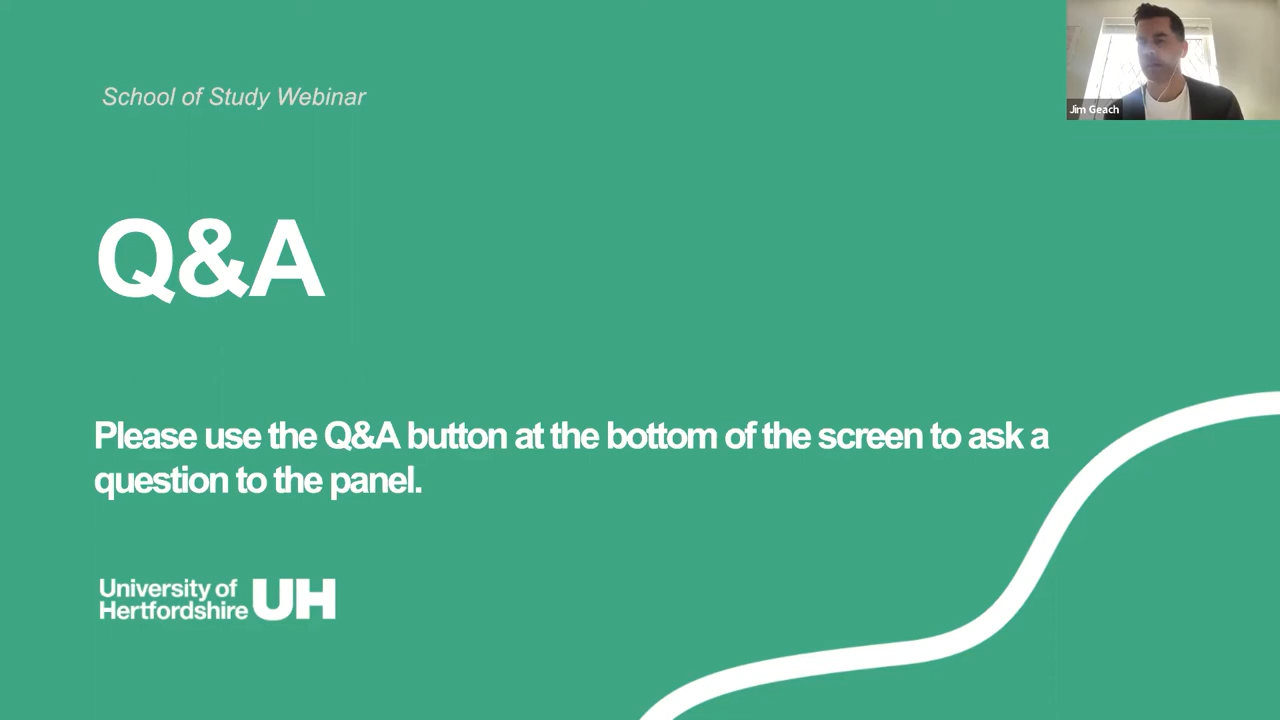 School of Study Webinar
Jim Geach
Q&A
Please use the Q&A button at the bottom of the screen to ask a
question to the panel.
University of
Hertfordshire UH